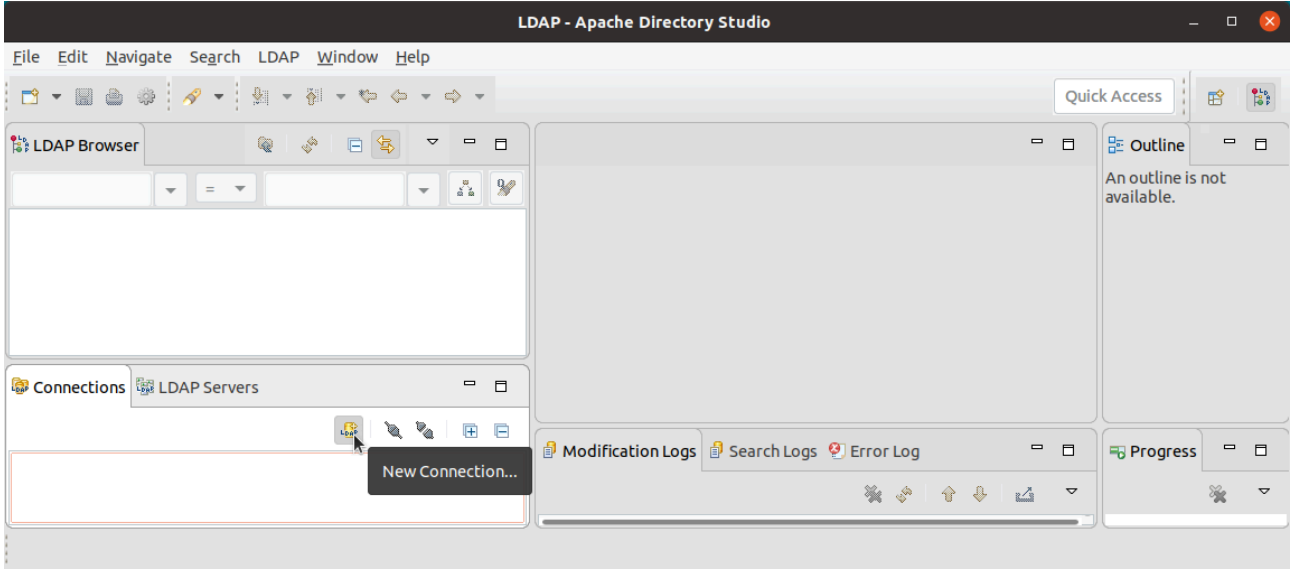 LDAP - Apache Directory Studio
File Edit Navigate Search LDAP Window Help
Quick Access
LDAP Browser
=
Outline
An outline is not
available.
Connections LDAP Servers
New Connection...
Modification Logs Search Logs Error Log
Progress